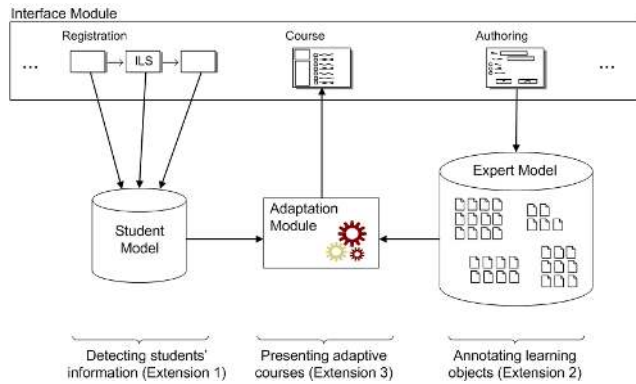 Interface Module
Registration
Course
Authoring
...
ILS
...
Expert Model
Student
Model
Adaptation
Module
Detecting students'
information (Extension 1)
Presenting adaptive
courses (Extension 3)
Annotating learning
objects (Extension 2)